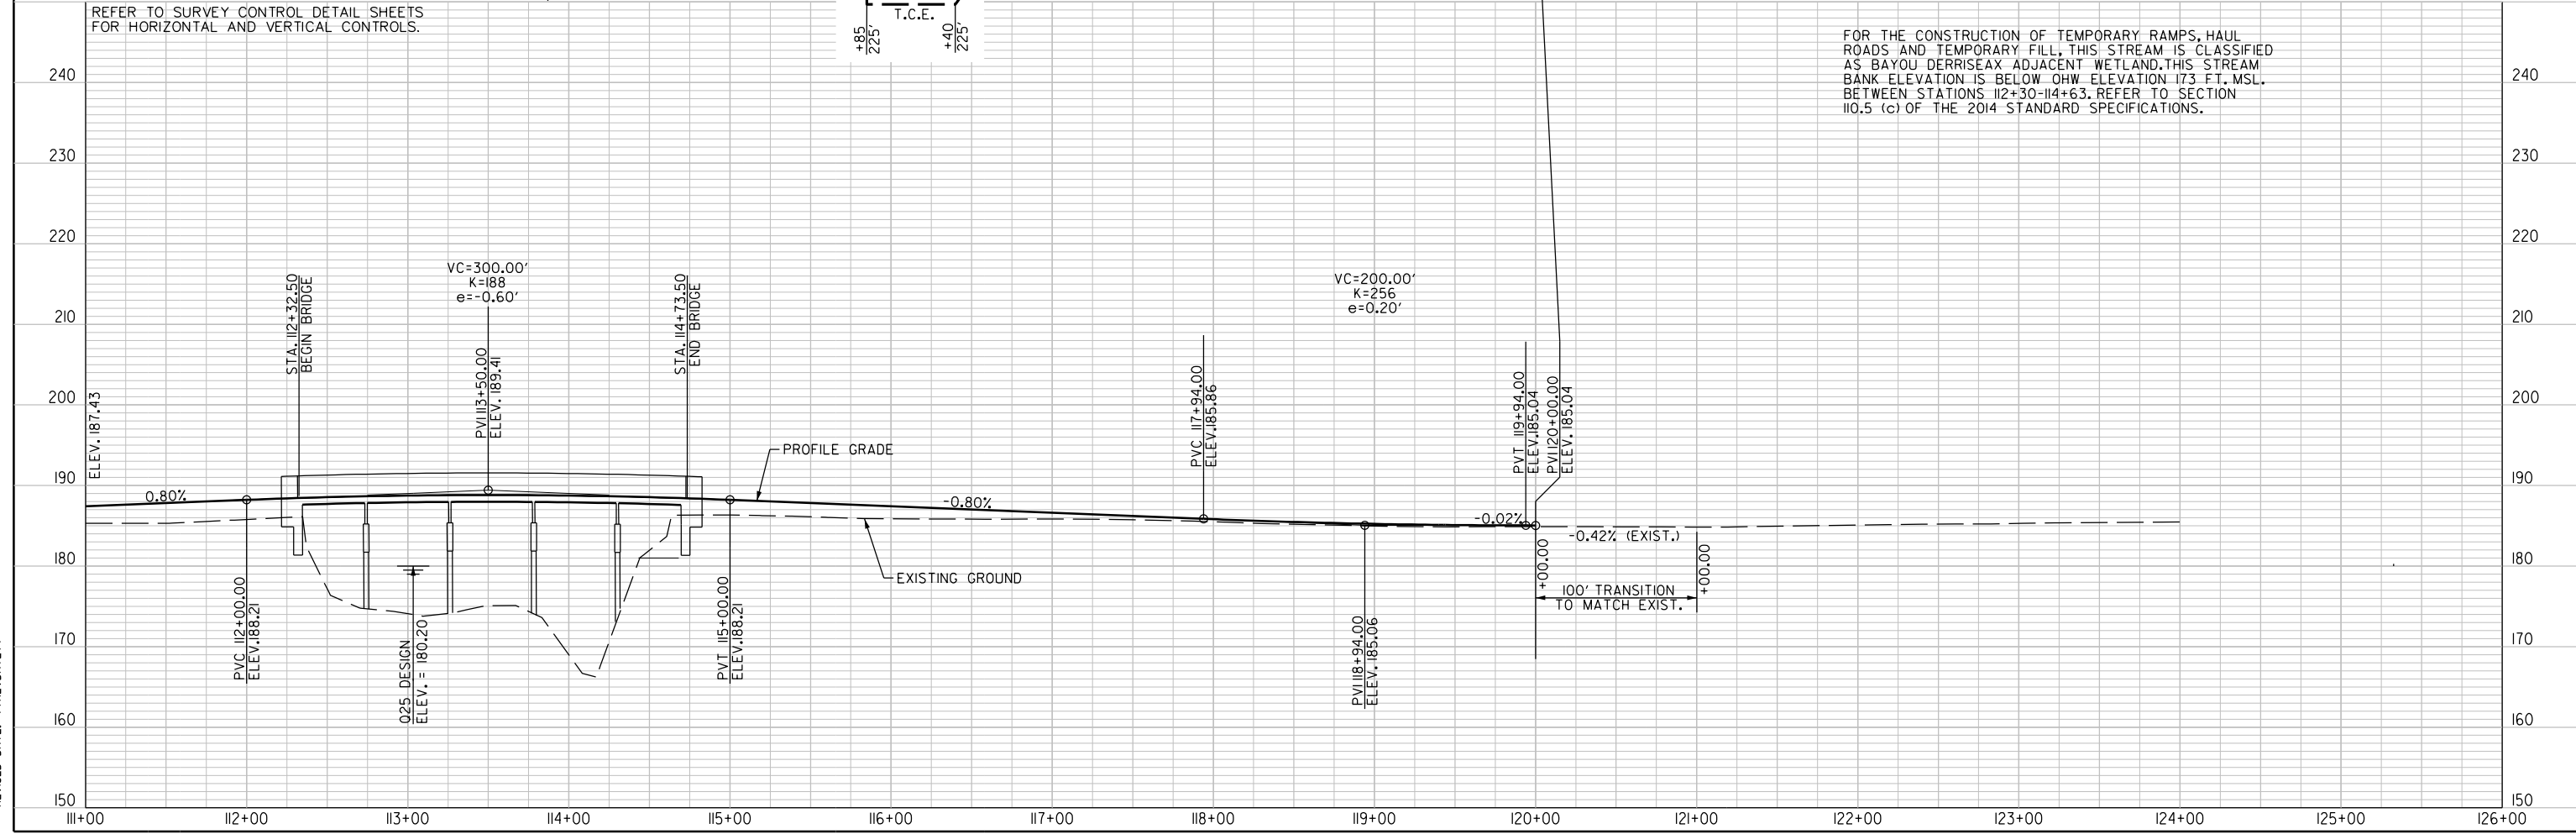 REFER TO SURVEY CONTROL DETAIL SHEETS
FOR HORIZONTAL AND VERTICAL CONTROLS.
T.C.E.
+85
225'
+40
225'
FOR THE CONSTRUCTION OF TEMPORARY RAMPS, HAUL
ROADS AND TEMPORARY FILL, THIS STREAM IS CLASSIFIED
AS BAYOU DERRISEAX ADJACENT WETLAND. THIS STREAM
BANK ELEVATION IS BELOW OHW ELEVATION 173 FT. MSL.
BETWEEN STATIONS 112+30-114+63. REFER TO SECTION
110.5 (c) OF THE 2014 STANDARD SPECIFICATIONS.
240
240
230
230
220
220
210
210
200
200
190
190
180
180
170
170
160
160
150
150
ELEV. 187.43
0.80%
STA. 112+32.50
BEGIN BRIDGE
VC=300.00'
K=188
e=-0.60'
PVI 113+50.00
ELEV. 189.41
STA. 114+73.50
END BRIDGE
PROFILE GRADE
-0.80%
EXISTING GROUND
VC=200.00'
K=256
e=0.20'
PVC 117+94.00
ELEV. 185.86
PVT 119+94.00
ELEV. 185.04
PVI 120+00.00
ELEV. 185.04
-0.02%
-0.42% (EXIST.)
+00.00
+00.00
100' TRANSITION
TO MATCH EXIST.
PVC 112+00.00
ELEV. 188.21
Q25 DESIGN
ELEV. = 180.20
PVT 115+00.00
ELEV. 188.21
PVI 118+94.00
ELEV. 185.06
111+00
112+00
113+00
114+00
115+00
116+00
117+00
118+00
119+00
120+00
121+00
122+00
123+00
124+00
125+00
126+00